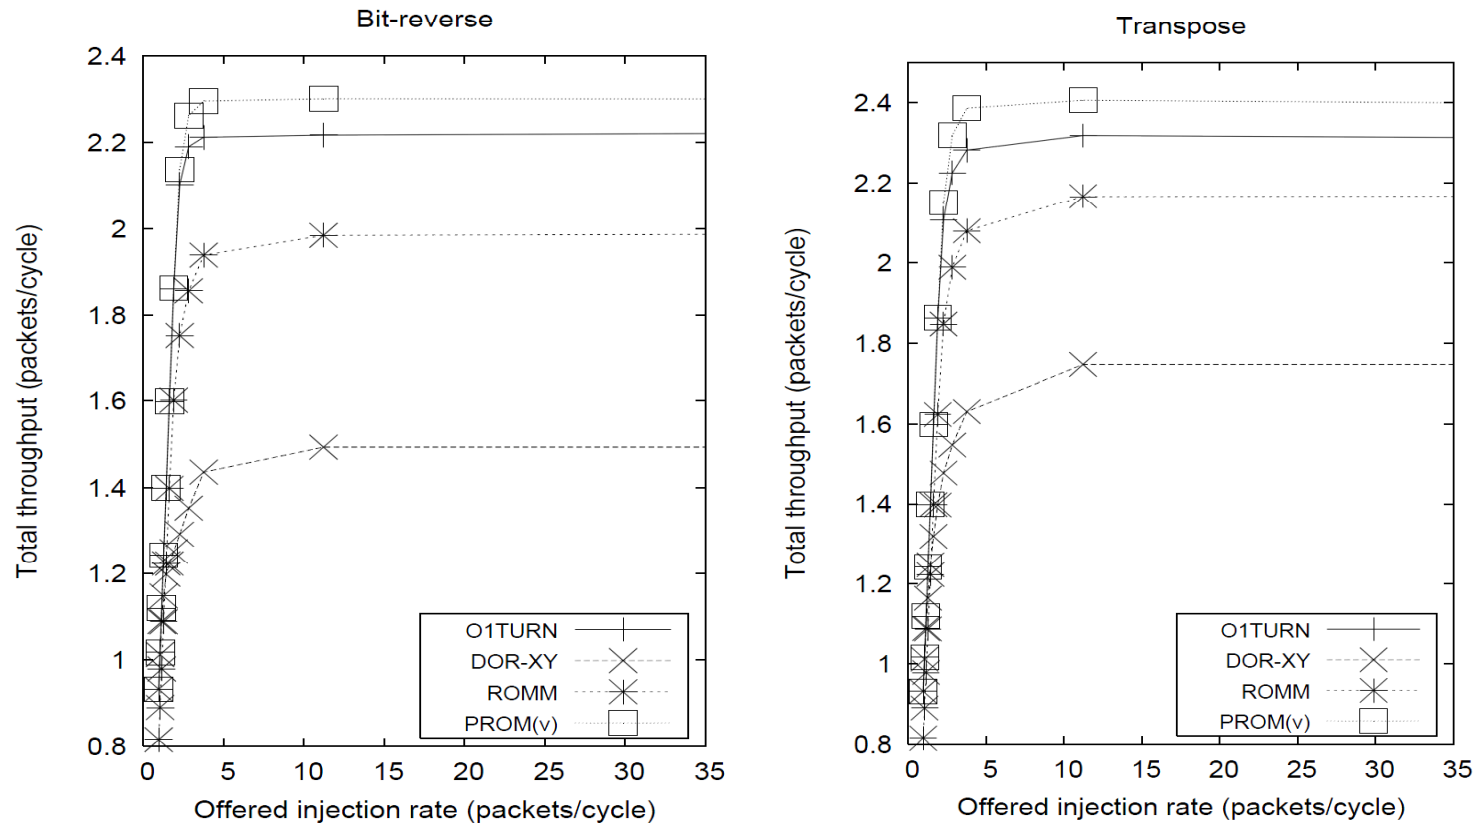 Bit-reverse
2.4
2.2
2
1.8
1.6
1.4
1.2
1
0.8
Total throughput (packets/cycle)
O1TURN
DOR-XY
ROMM
PROM(v)
0 5 10 15 20 25 30 35
Offered injection rate (packets/cycle)
Transpose
2.4
2.2
2
1.8
1.6
1.4
1.2
1
0.8
Total throughput (packets/cycle)
O1TURN
DOR-XY
ROMM
PROM(v)
0 5 10 15 20 25 30 35
Offered injection rate (packets/cycle)